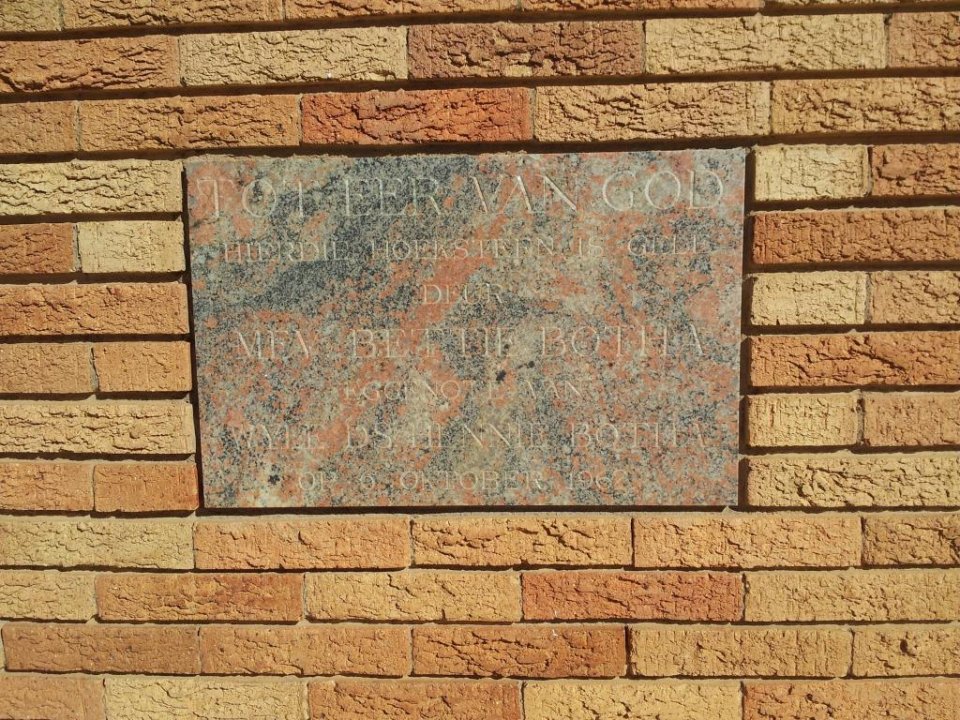 TOT EER VAN GOD
HIERDIE HOEKSTEEN IS GELÊ
DEUR
MEV. BETTIE BOTHA
EGGENOTE VAN
WYLE DS HENNIE BOTHA
OP 6 OKTOBER 1962